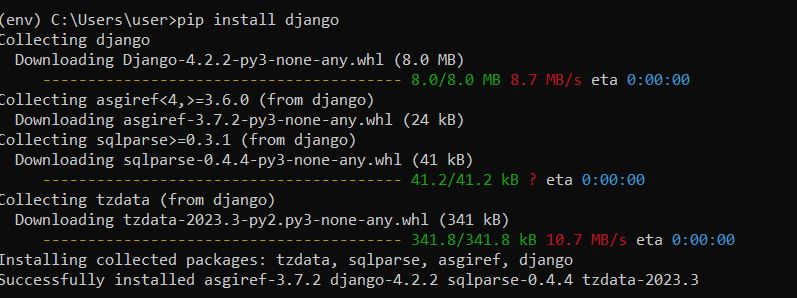 (env) C:\Users\user>pip install django
Collecting django
  Downloading Django-4.2.2-py3-none-any.whl (8.0 MB)
     ---------------------------------------- 8.0/8.0 MB 8.7 MB/s eta 0:00:00
Collecting asgiref<4,>=3.6.0 (from django)
  Downloading asgiref-3.7.2-py3-none-any.whl (24 kB)
Collecting sqlparse>=0.3.1 (from django)
  Downloading sqlparse-0.4.4-py3-none-any.whl (41 kB)
     ---------------------------------------- 41.2/41.2 kB ? eta 0:00:00
Collecting tzdata (from django)
  Downloading tzdata-2023.3-py2.py3-none-any.whl (341 kB)
     ---------------------------------------- 341.8/341.8 kB 10.7 MB/s eta 0:00:00
Installing collected packages: tzdata, sqlparse, asgiref, django
Successfully installed asgiref-3.7.2 django-4.2.2 sqlparse-0.4.4 tzdata-2023.3